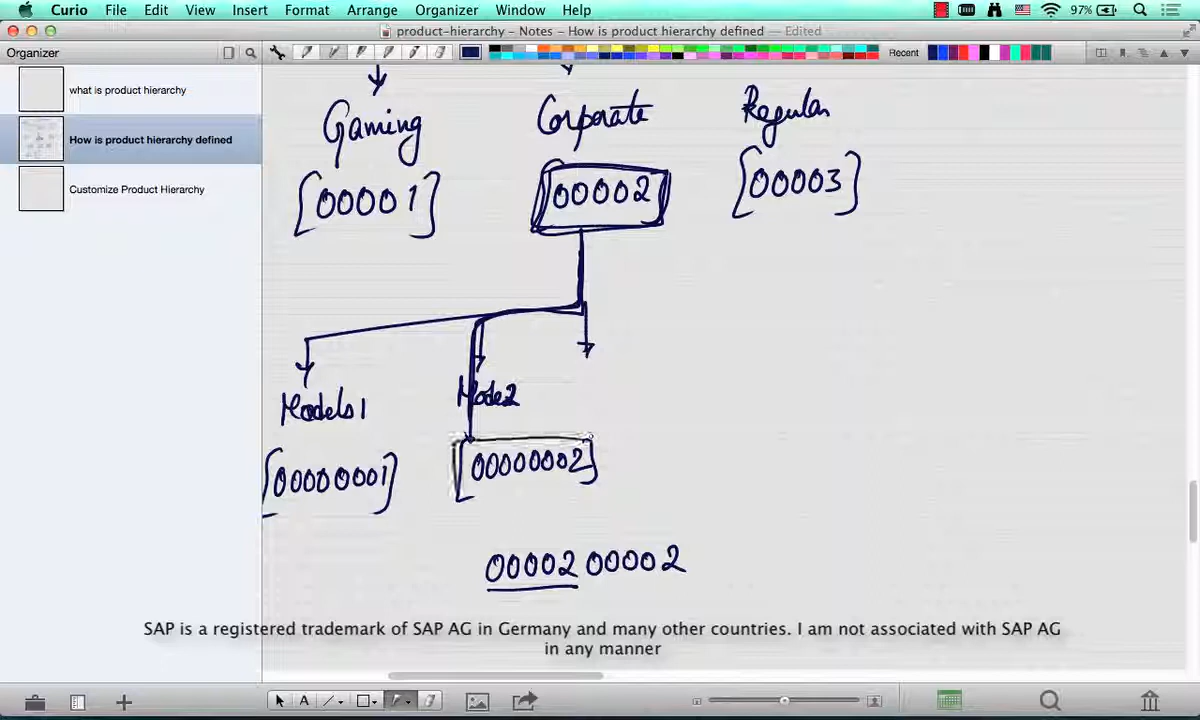 Curio File Edit View Insert Format Arrange Organizer Window Help 97%
product-hierarchy - Notes – How is product hierarchy defined — Edited
Organizer
Recent
what is product hierarchy
How is product hierarchy defined
Customize Product Hierarchy
Gaming Corporate Regular
[00001] [00002] [00003]
Models1 Mode2
[00000001] [00000002]
00002 00002
SAP is a registered trademark of SAP AG in Germany and many other countries. I am not associated with SAP AG
in any manner
A